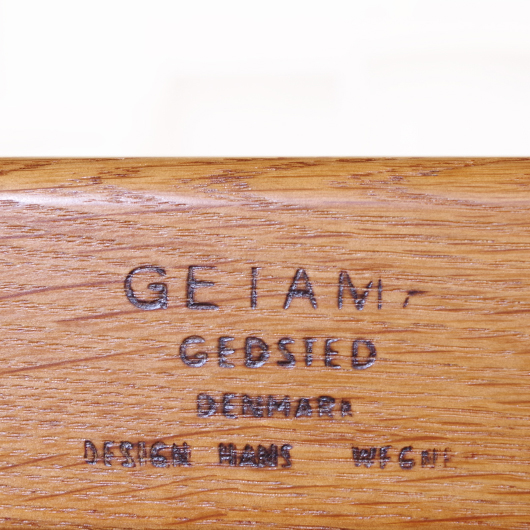 GETAMA
GEDSTED
DENMARK
DESIGN HANS WEGNER